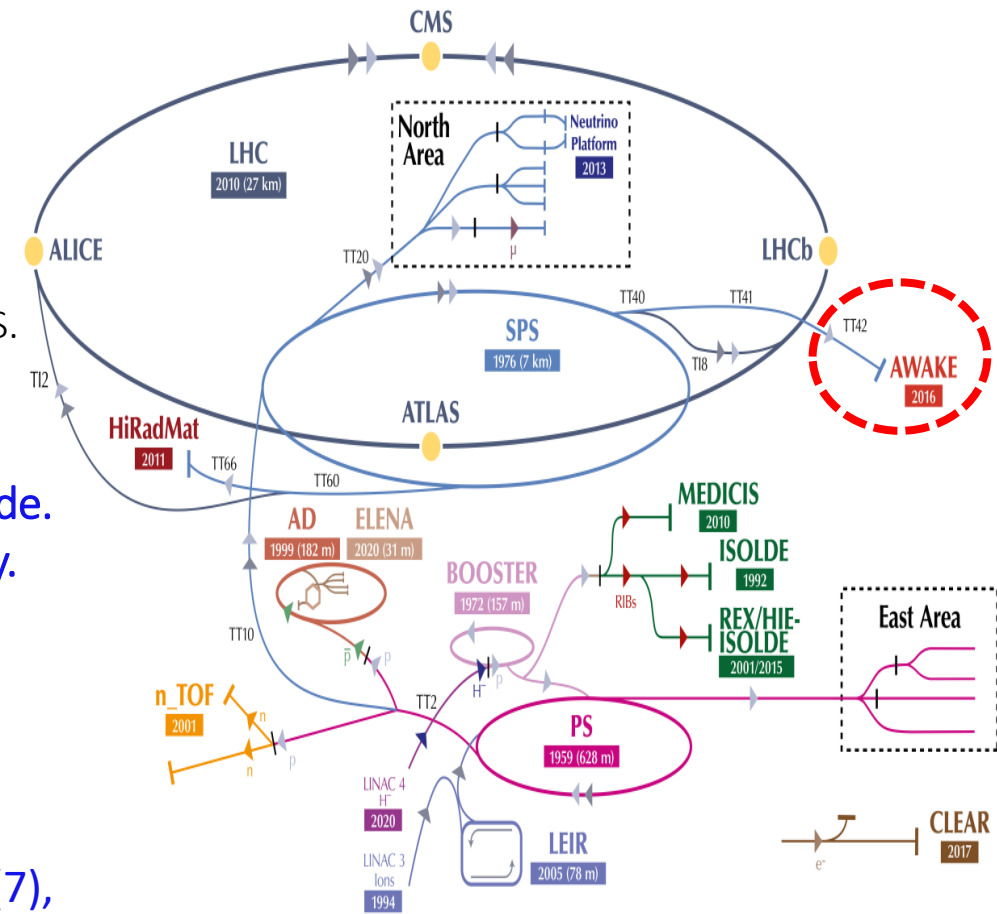 CMS
North
Area
Neutrino
Platform
2013
LHC
2010 (27 km)
μ
ALICE
LHCb
TT20
TT40
TT41
TT42
s.
SPS
1976 (7 km)
TI8
AWAKE
2016
TI2
ATLAS
HiRadMat
2011
TT66
TT60
de.
y.
MEDICIS
2010
AD
1999 (182 m)
ELENA
2020 (31 m)
ISOLDE
1992
BOOSTER
1972 (157 m)
RIBs
REX/HIE-
ISOLDE
2001/2015
East Area
TT10
p̄
p
H⁻
p
TT2
n_TOF
2001
n
n
p
PS
1959 (628 m)
LINAC 4
H⁻
2020
LINAC 3
Ions
1994
LEIR
2005 (78 m)
CLEAR
2017
e⁻
(7),